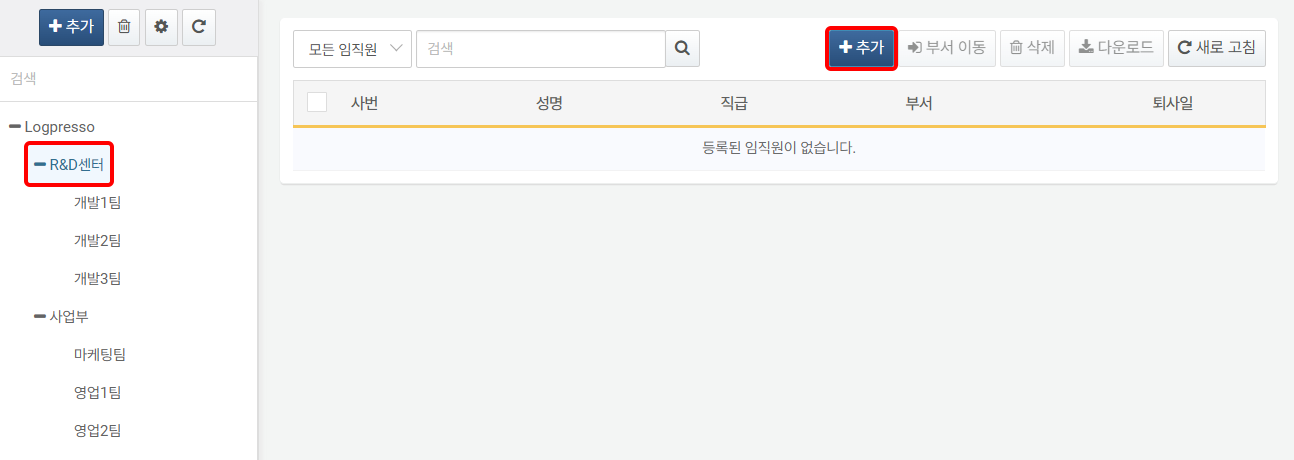 추가
검색
Logpresso
R&D센터
개발1팀
개발2팀
개발3팀
사업부
마케팅팀
영업1팀
영업2팀
모든 임직원 검색 추가 부서 이동 삭제 다운로드 새로 고침
사번 성명 직급 부서 퇴사일
등록된 임직원이 없습니다.